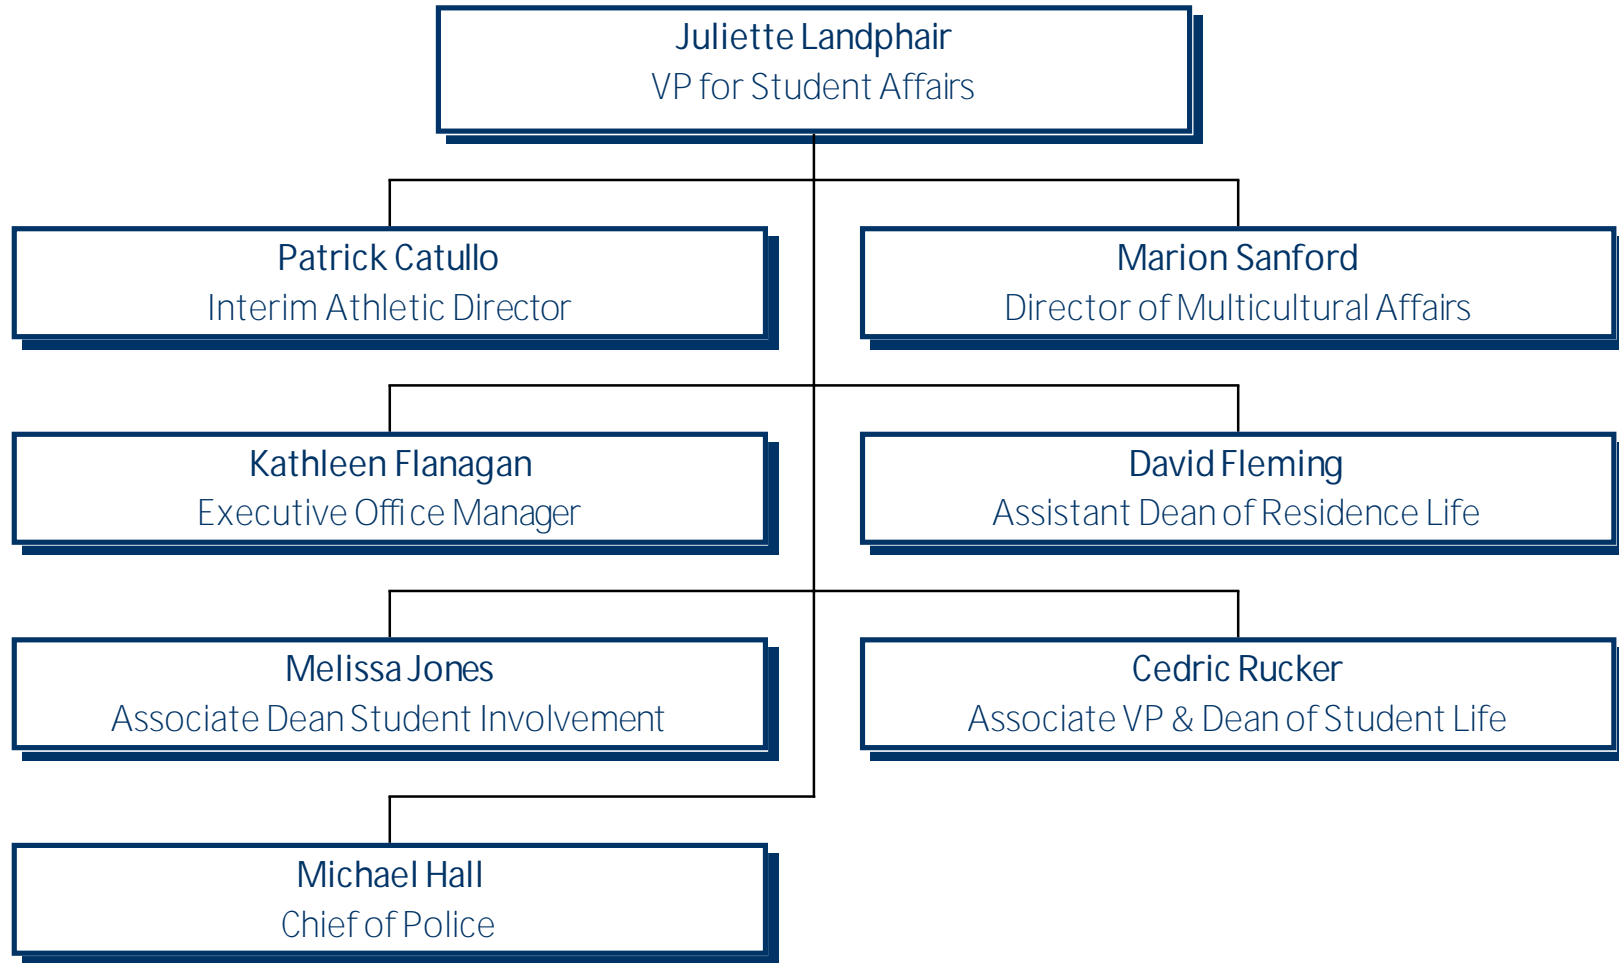 Juliette Landphair
VP for Student Affairs
Patrick Catullo
Interim Athletic Director
Marion Sanford
Director of Multicultural Affairs
Kathleen Flanagan
Executive Office Manager
David Fleming
Assistant Dean of Residence Life
Melissa Jones
Associate Dean Student Involvement
Cedric Rucker
Associate VP & Dean of Student Life
Michael Hall
Chief of Police